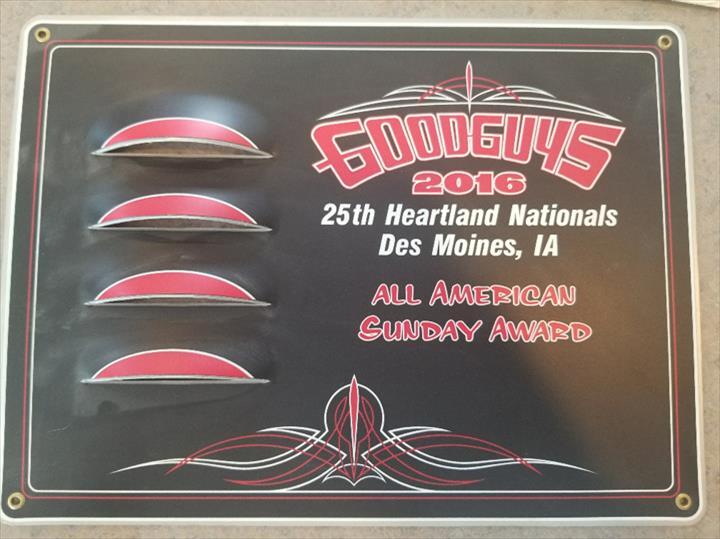 GOODGUYS
2016
25th Heartland Nationals
Des Moines, IA
ALL AMERICAN
SUNDAY AWARD